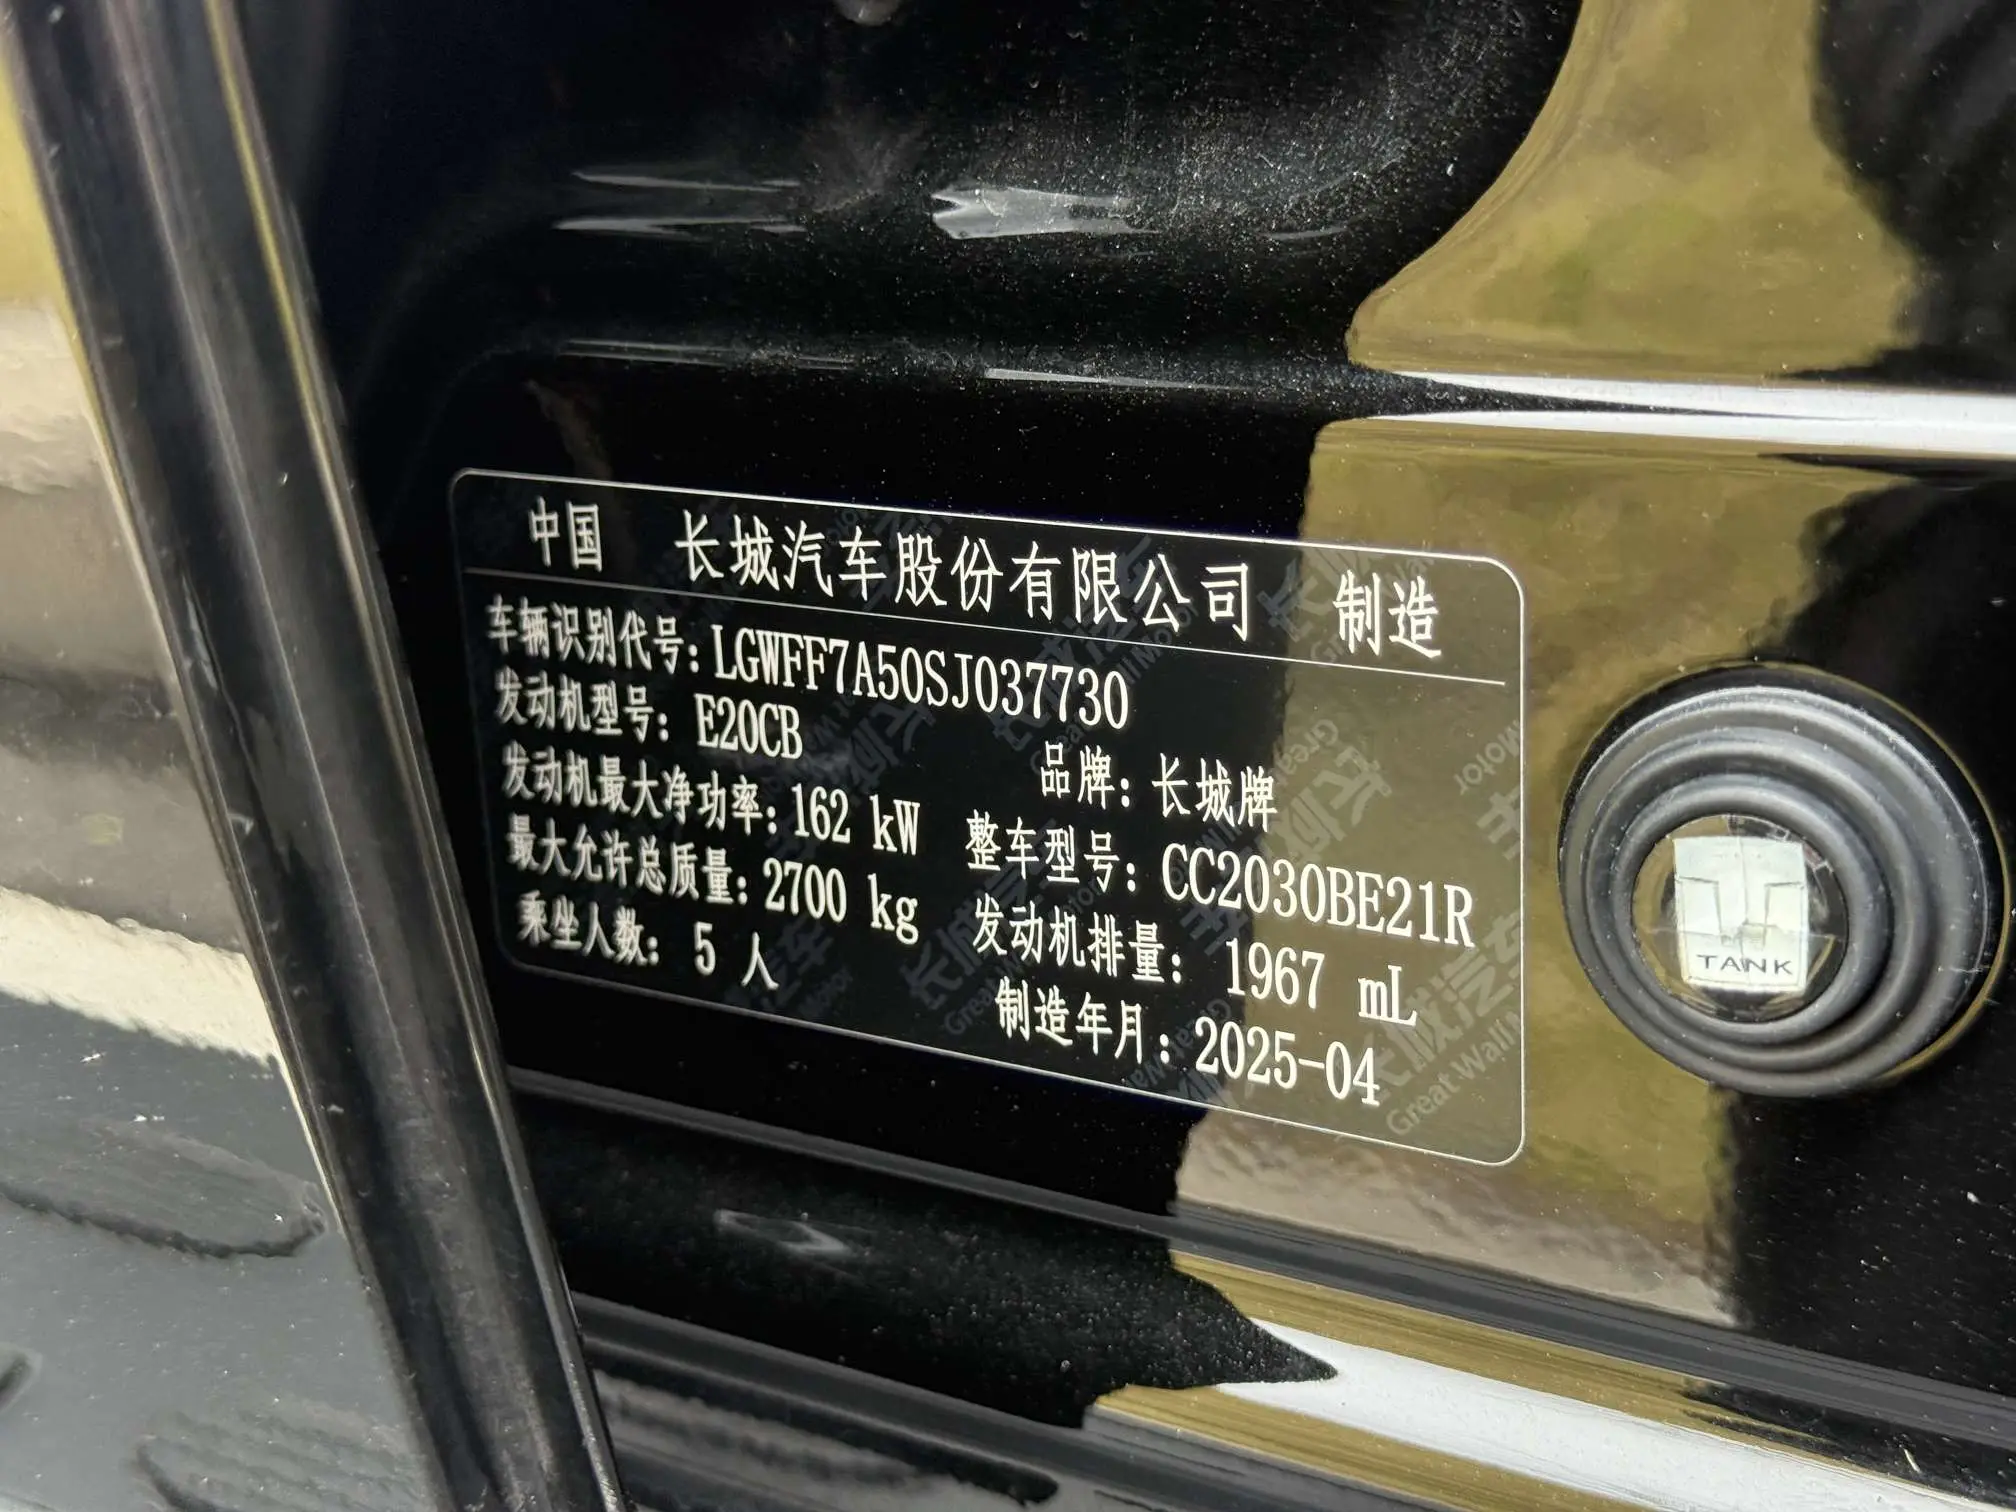 中国 长城汽车股份有限公司 制造
车辆识别代号：LGWFF7A50SJ037730
发动机型号：E20CB
品牌：长城牌
发动机最大净功率：162 kW
整车型号：CC2030BE21R
最大允许总质量：2700 kg
发动机排量：1967 mL
乘坐人数：5 人
制造年月：2025-04
TANK